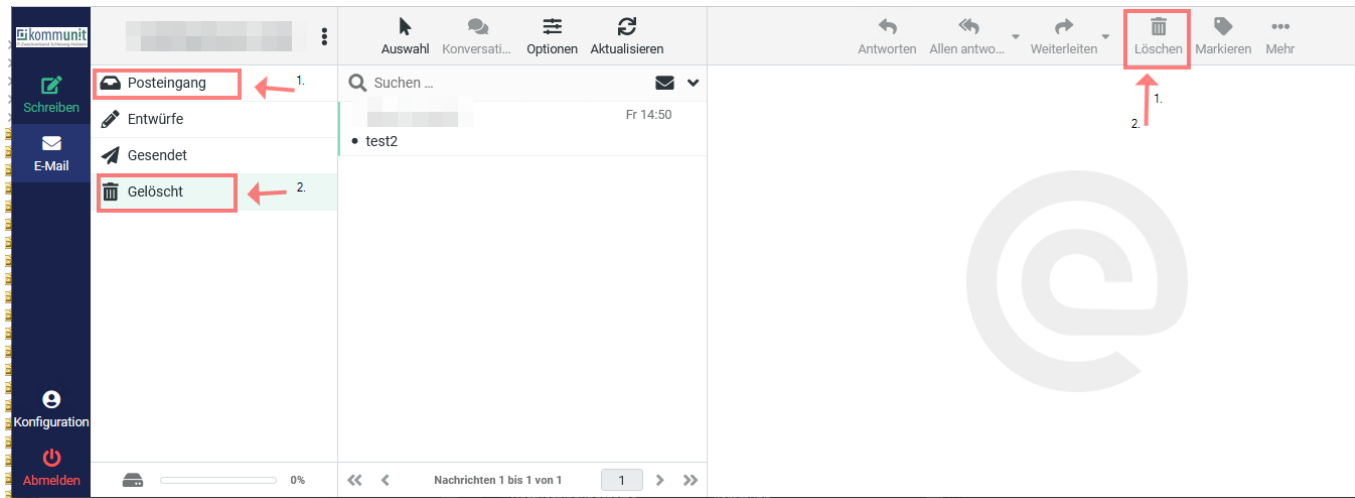 kommunit
Auswahl
Konversati...
Optionen
Aktualisieren
Antworten
Allen antwo...
Weiterleiten
Löschen
Markieren
Mehr
Schreiben
E-Mail
Konfiguration
Abmelden
Posteingang
1.
Entwürfe
Gesendet
Gelöscht
2.
0%
Suchen ...
Fr 14:50
• test2
Nachrichten 1 bis 1 von 1
1
1.
2.
@